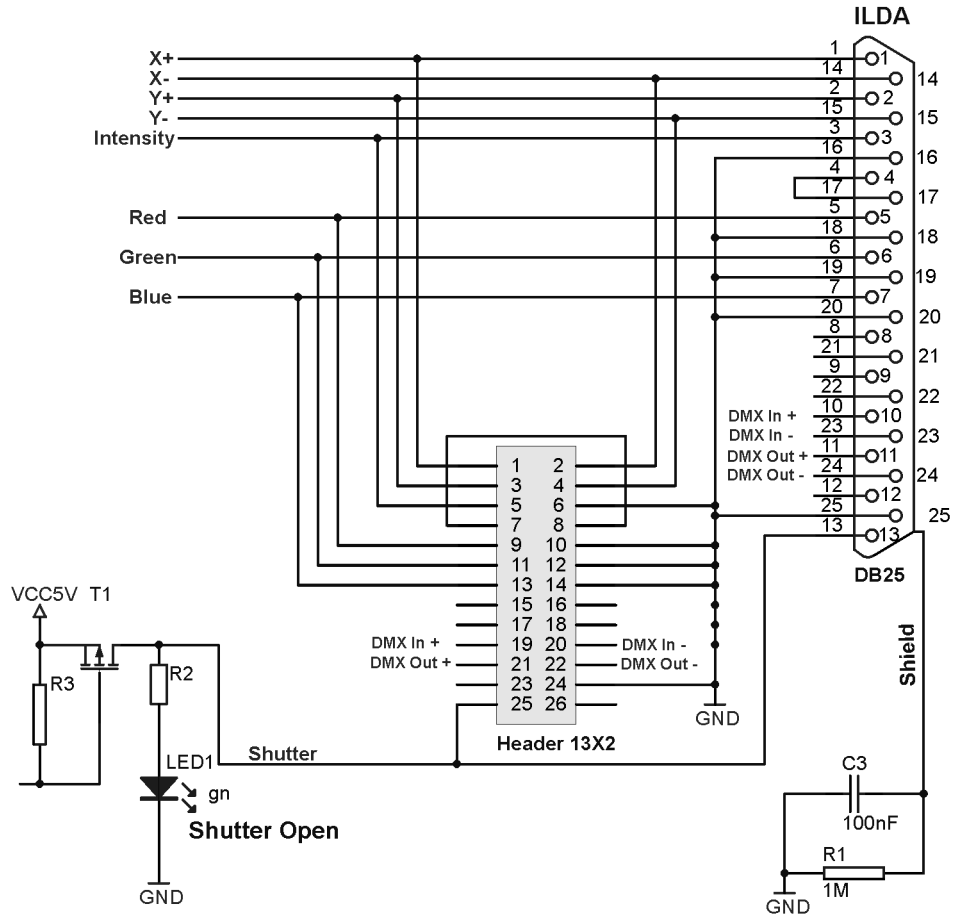 ILDA
X+ 1 1
X- 14 14
Y+ 2 2
Y- 15 15
Intensity 3 3
16 16
4 4
17 17
Red 5 5
18 18
Green 6 6
19 19
Blue 7 7
20 20
8 8
21 21
9 9
22 22
DMX In + 10 10
DMX In - 23 23
DMX Out + 11 11
DMX Out - 24 24
12 12
25 25
13 13
DB25
1 2
3 4
5 6
7 8
9 10
11 12
13 14
15 16
17 18
DMX In + 19 20 DMX In -
DMX Out + 21 22 DMX Out -
23 24
25 26
Header 13X2
GND
VCC5V T1
R3
R2
Shutter
LED1
gn
Shutter Open
GND
Shield
C3
100nF
R1
1M
GND